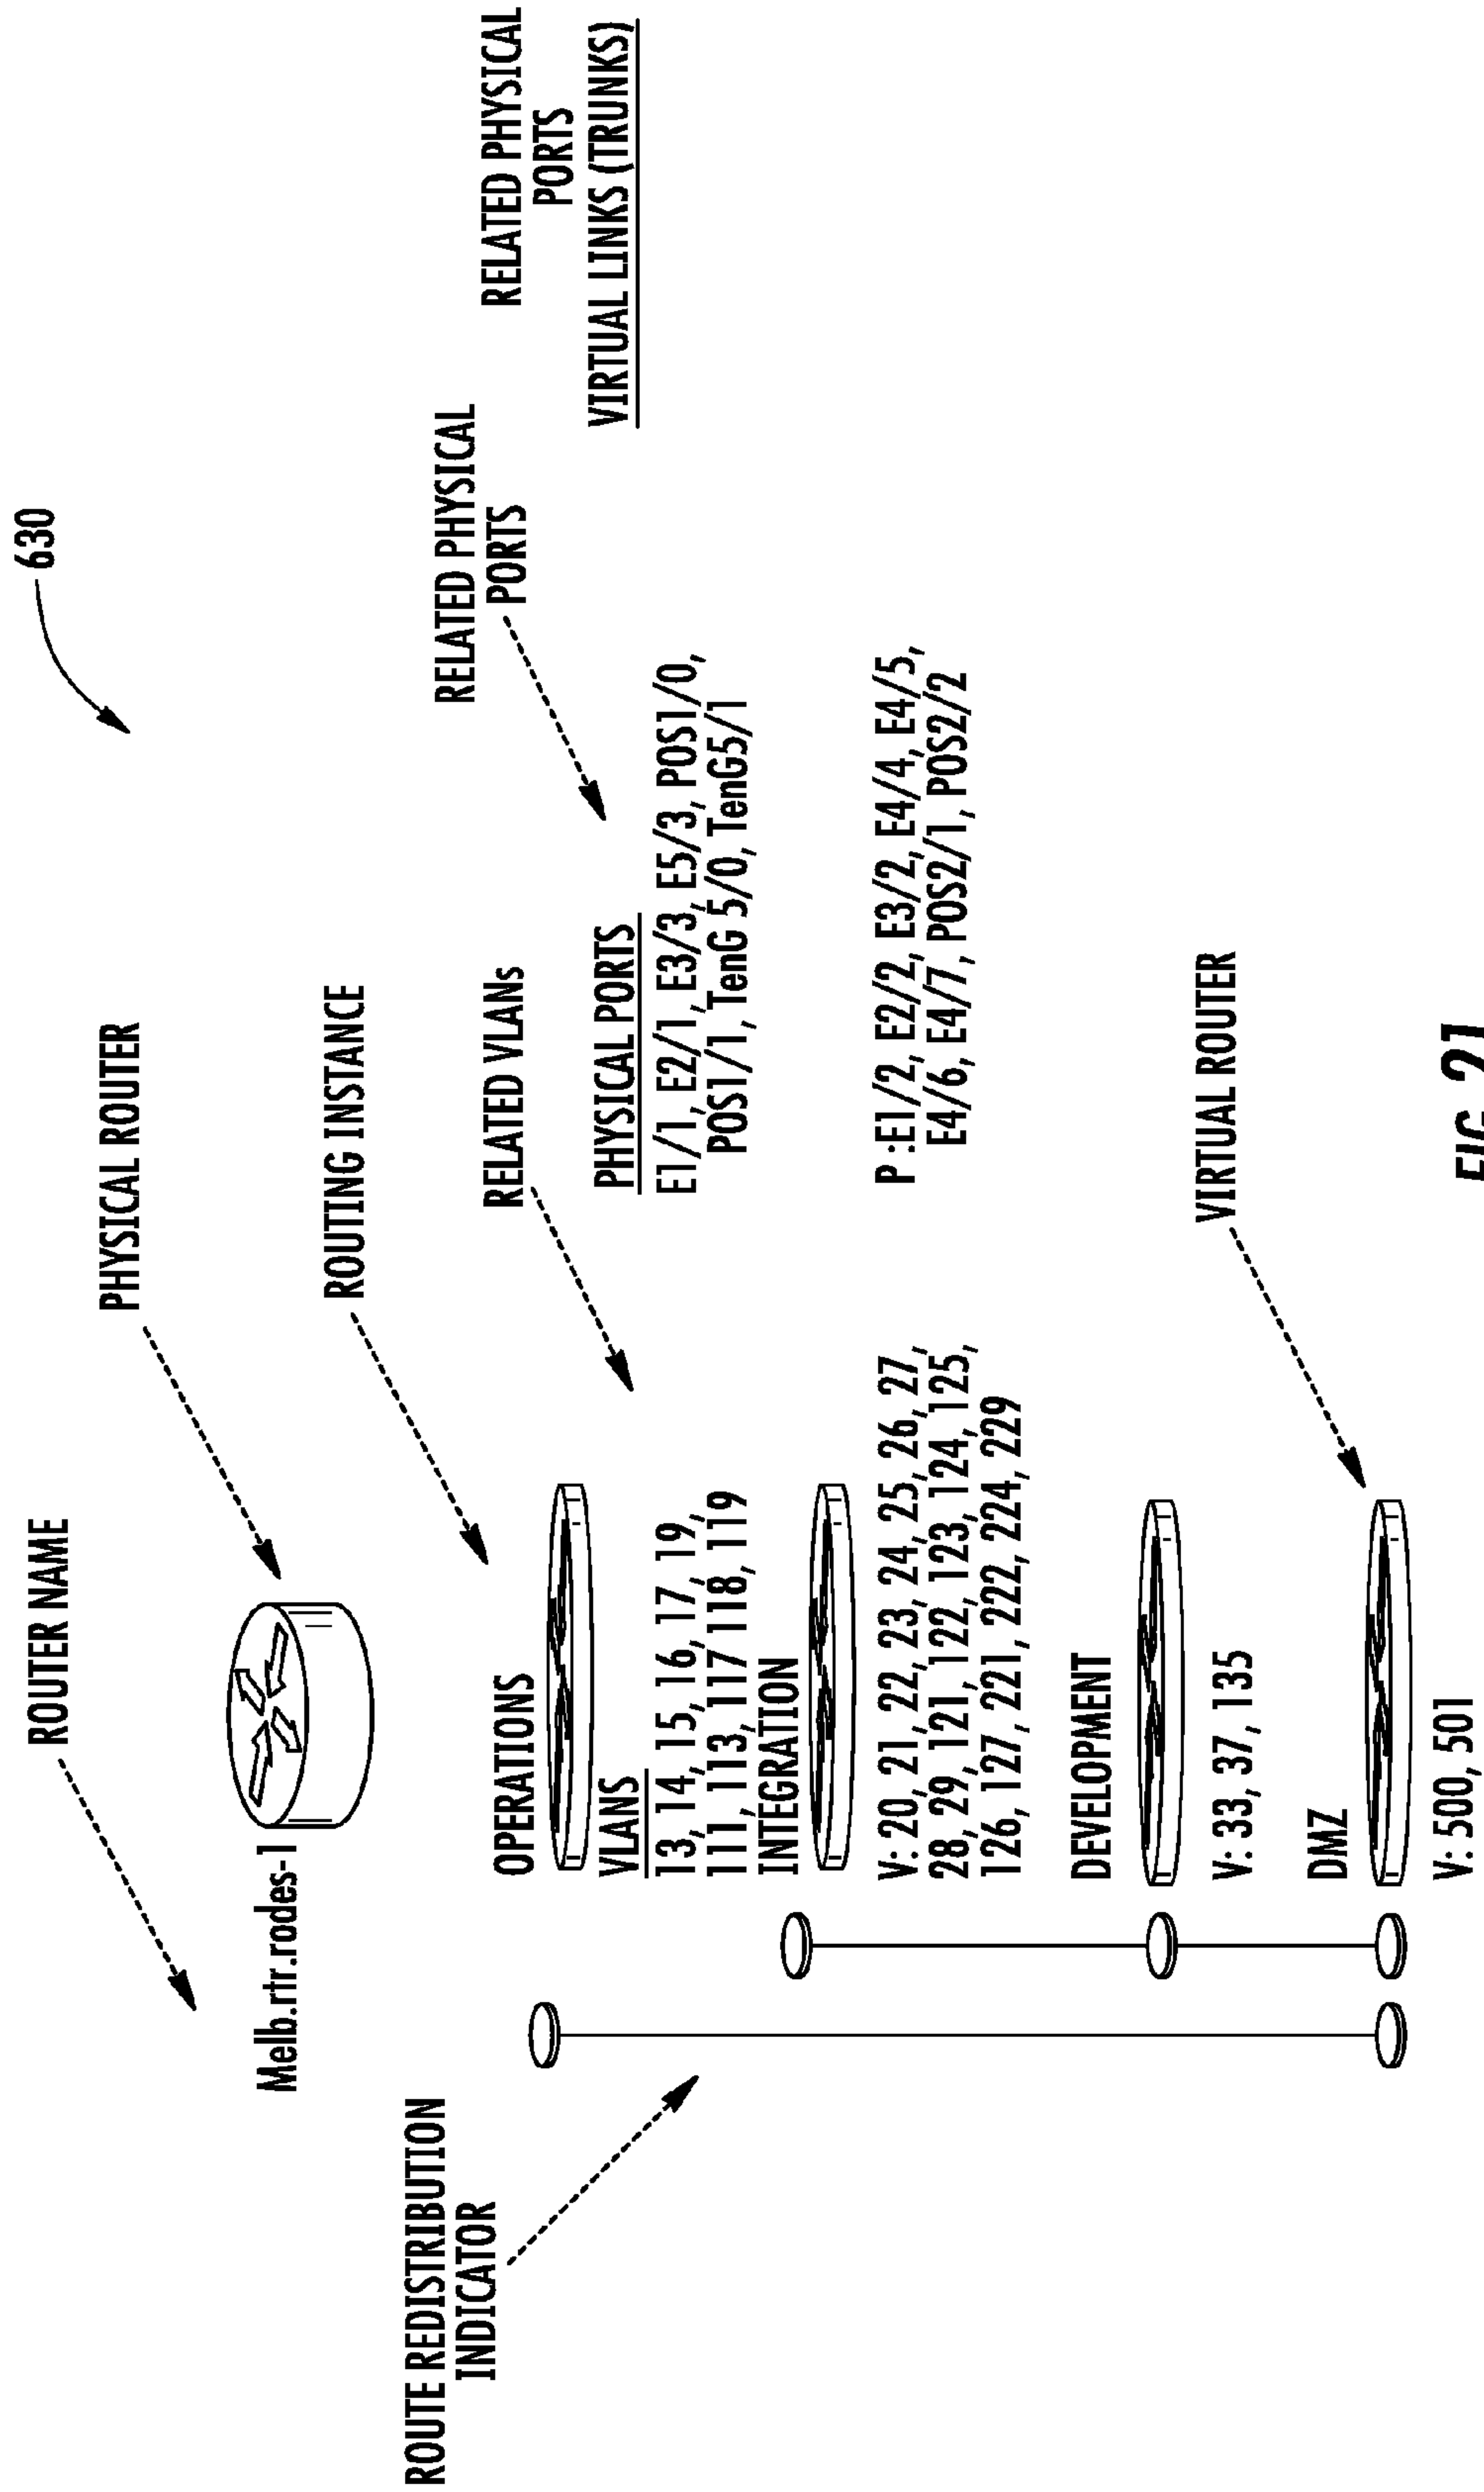 630
ROUTER NAME
PHYSICAL ROUTER
Melb.rtr.rodes-1
ROUTING INSTANCE
ROUTE REDISTRIBUTION
INDICATOR
RELATED VLANs
RELATED PHYSICAL
PORTS
RELATED PHYSICAL
PORTS
VIRTUAL LINKS (TRUNKS)
OPERATIONS
VLANS
13, 14, 15, 16, 17, 19,
111, 113, 117 118, 119
PHYSICAL PORTS
E1/1, E2/1, E3/3, E5/3, POS1/0,
POS1/1, TenG 5/0, TenG5/1
INTEGRATION
V: 20, 21, 22, 23, 24, 25, 26, 27,
28, 29, 121, 122, 123, 124, 125,
126, 127, 221, 222, 224, 229
P :E1/2, E2/2, E3/2, E4/4, E4/5,
E4/6, E4/7, POS2/1, POS2/2
DEVELOPMENT
V: 33, 37, 135
VIRTUAL ROUTER
DMZ
V: 500, 501
FIG. 21